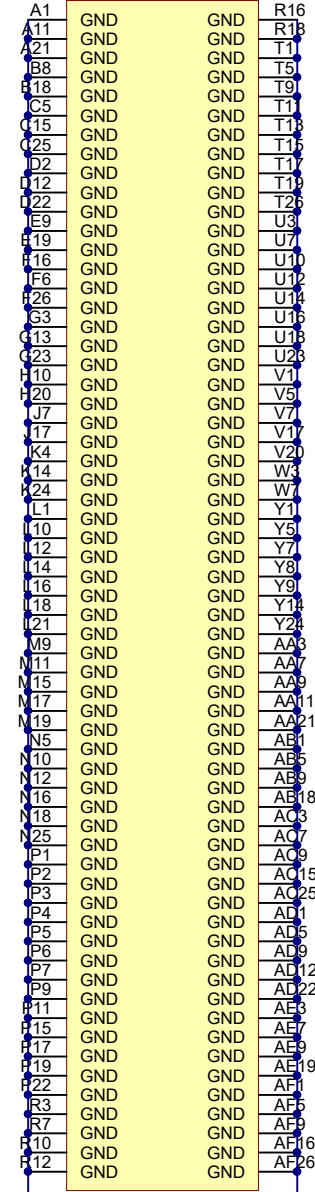 A1 GND GND R16
A11 GND GND R18
A21 GND GND T1
B8 GND GND T5
B18 GND GND T9
C5 GND GND T11
C15 GND GND T13
C25 GND GND T15
D2 GND GND T17
D12 GND GND T19
D22 GND GND T26
E9 GND GND U3
E19 GND GND U7
F16 GND GND U10
F6 GND GND U12
F26 GND GND U14
G3 GND GND U16
G13 GND GND U18
G23 GND GND U23
H10 GND GND V1
H20 GND GND V5
J7 GND GND V7
J17 GND GND V17
K4 GND GND V20
K14 GND GND W3
K24 GND GND W7
L1 GND GND Y1
L10 GND GND Y5
L12 GND GND Y7
L14 GND GND Y8
L16 GND GND Y9
L18 GND GND Y14
L21 GND GND Y24
M9 GND GND AA3
M11 GND GND AA7
M15 GND GND AA9
M17 GND GND AA11
M19 GND GND AA21
N5 GND GND AB1
N10 GND GND AB5
N12 GND GND AB9
N16 GND GND AB18
N18 GND GND AC3
N25 GND GND AC7
P1 GND GND AC9
P2 GND GND AC15
P3 GND GND AC25
P4 GND GND AD1
P5 GND GND AD5
P6 GND GND AD9
P7 GND GND AD12
P9 GND GND AD22
P11 GND GND AE3
P15 GND GND AE7
P17 GND GND AE9
P19 GND GND AE19
P22 GND GND AF1
R3 GND GND AF5
R7 GND GND AF9
R10 GND GND AF16
R12 GND GND AF26